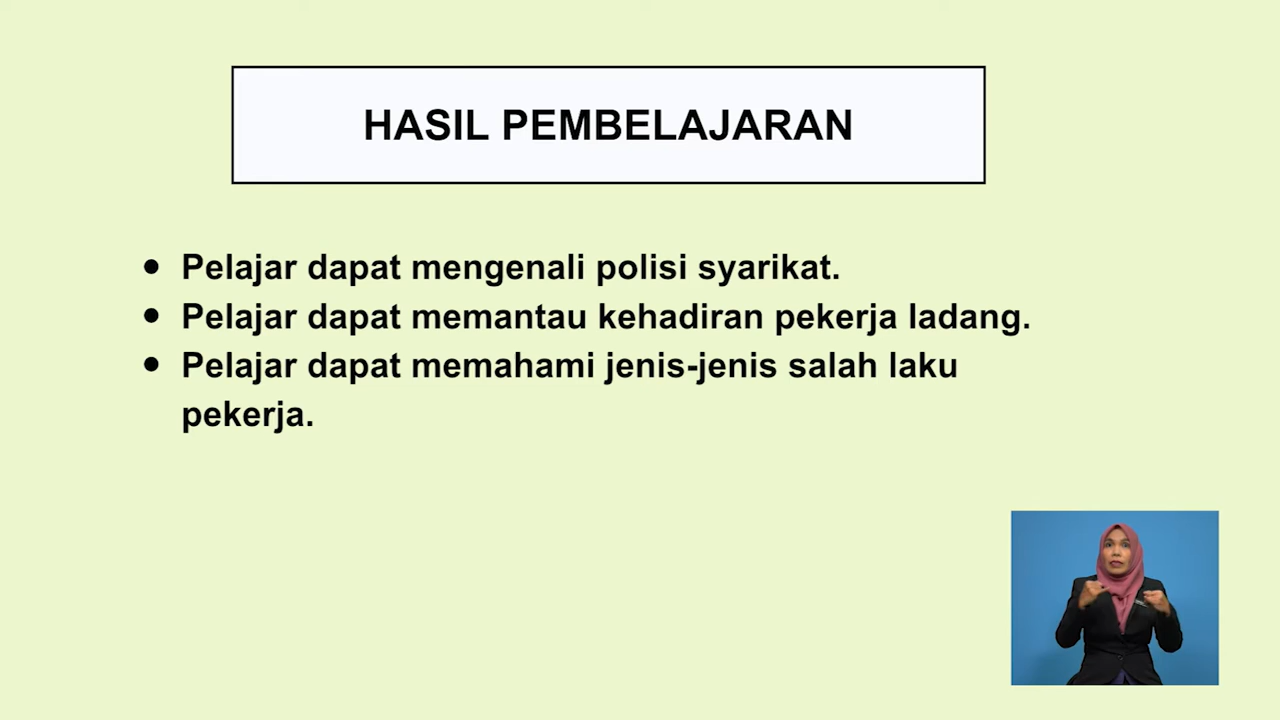 HASIL PEMBELAJARAN
• Pelajar dapat mengenali polisi syarikat.
• Pelajar dapat memantau kehadiran pekerja ladang.
• Pelajar dapat memahami jenis-jenis salah laku
pekerja.